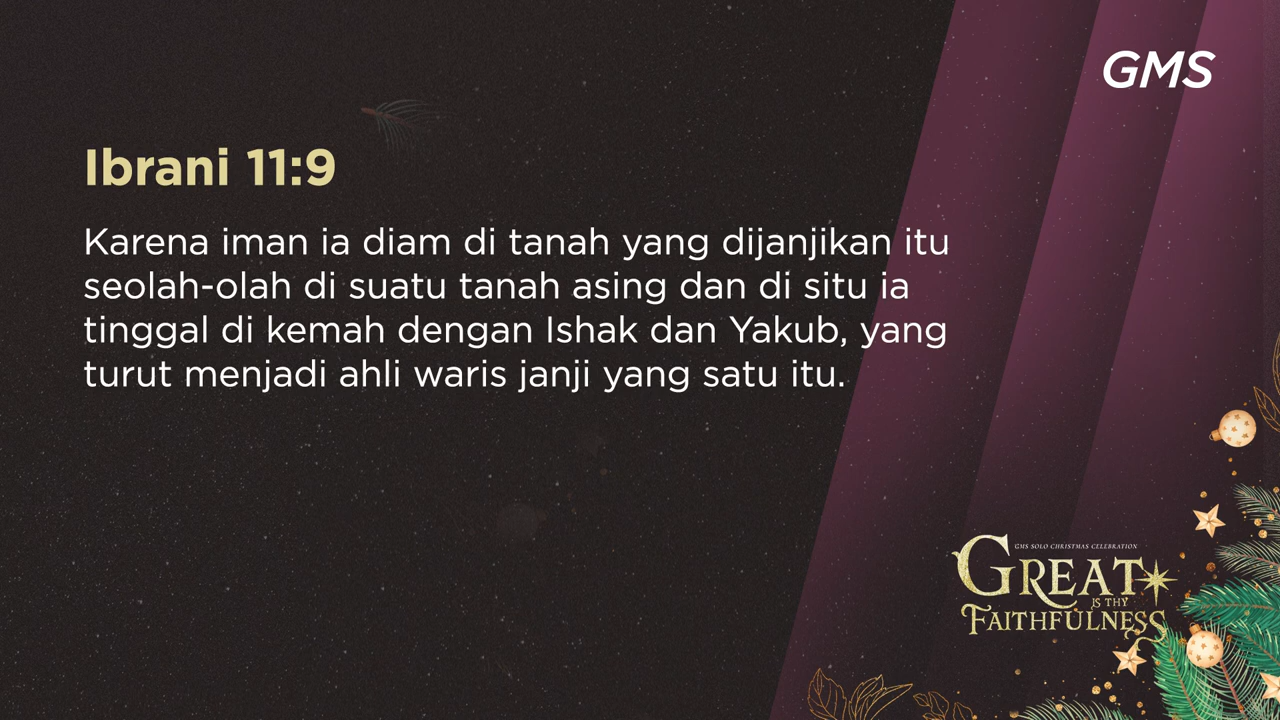 GMS
Ibrani 11:9
Karena iman ia diam di tanah yang dijanjikan itu
seolah-olah di suatu tanah asing dan di situ ia
tinggal di kemah dengan Ishak dan Yakub, yang
turut menjadi ahli waris janji yang satu itu.
GMS SOLO CHRISTMAS CELEBRATION
GREAT
IS THY
FAITHFULNESS